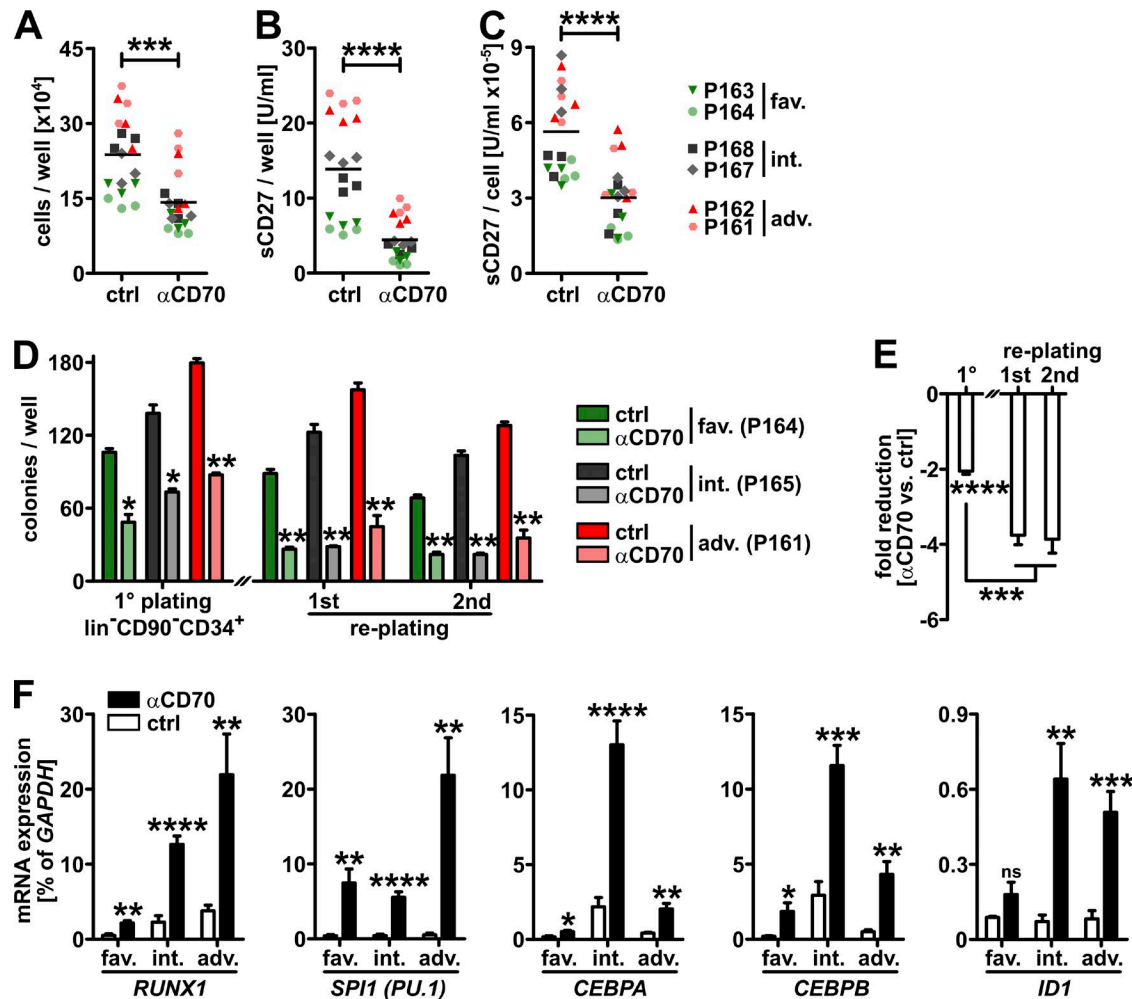 A
cells / well [x10⁴]
45
30
15
0
***
ctrl
αCD70
B
sCD27 / well [U/ml]
30
20
10
0
****
ctrl
αCD70
C
sCD27 / cell [U/ml x10⁻⁵]
9
6
3
0
****
ctrl
αCD70
P163
P164
fav.
P168
P167
int.
P162
P161
adv.
D
colonies / well
180
120
60
0
* * **
** ** **
** ** **
1° plating
lin⁻CD90⁻CD34⁺
1st
2nd
re-plating
ctrl
αCD70
fav. (P164)
ctrl
αCD70
int. (P165)
ctrl
αCD70
adv. (P161)
E
re-plating
1° 1st 2nd
fold reduction
[αCD70 vs. ctrl]
0
-2
-4
-6
****
***
F
αCD70
ctrl
mRNA expression
[% of GAPDH]
30
20
10
0
** **** **
fav. int. adv.
RUNX1
30
20
10
0
** **** **
fav. int. adv.
SPI1 (PU.1)
15
10
5
0
* **** **
fav. int. adv.
CEBPA
15
10
5
0
* *** **
fav. int. adv.
CEBPB
0.9
0.6
0.3
0
ns ** ***
fav. int. adv.
ID1